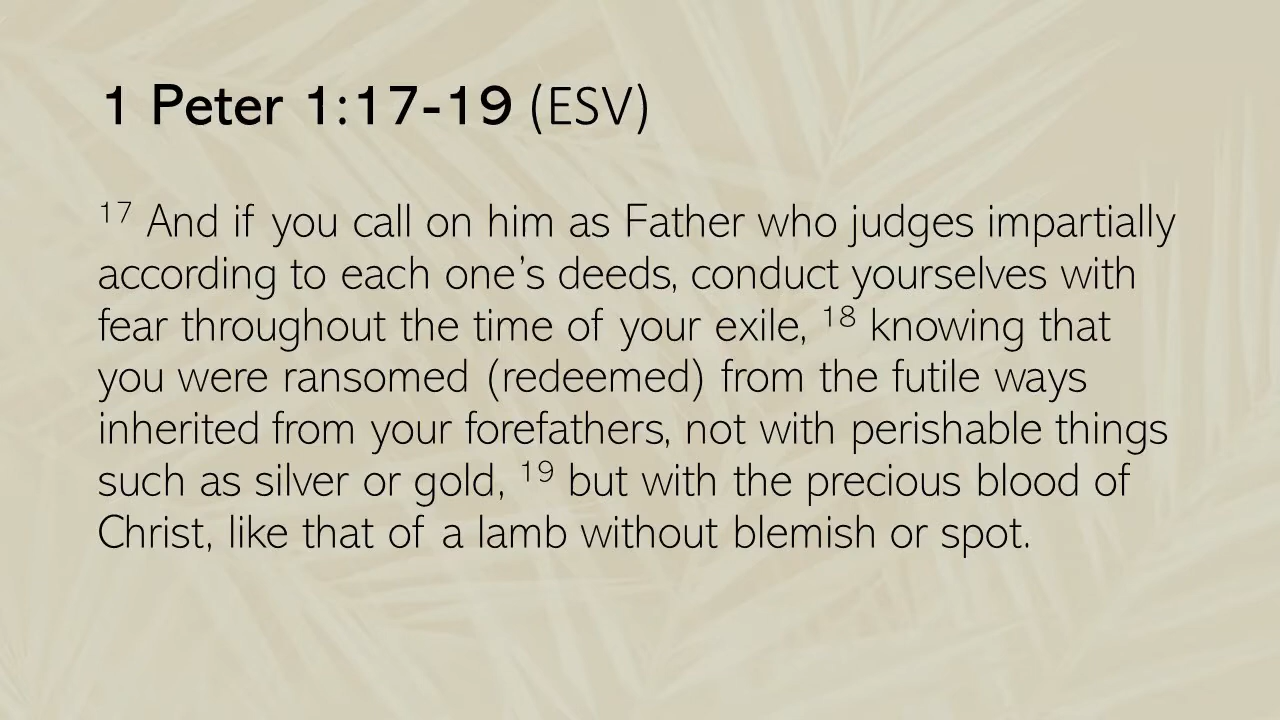 1 Peter 1:17-19 (ESV)
17 And if you call on him as Father who judges impartially
according to each one's deeds, conduct yourselves with
fear throughout the time of your exile, 18 knowing that
you were ransomed (redeemed) from the futile ways
inherited from your forefathers, not with perishable things
such as silver or gold, 19 but with the precious blood of
Christ, like that of a lamb without blemish or spot.